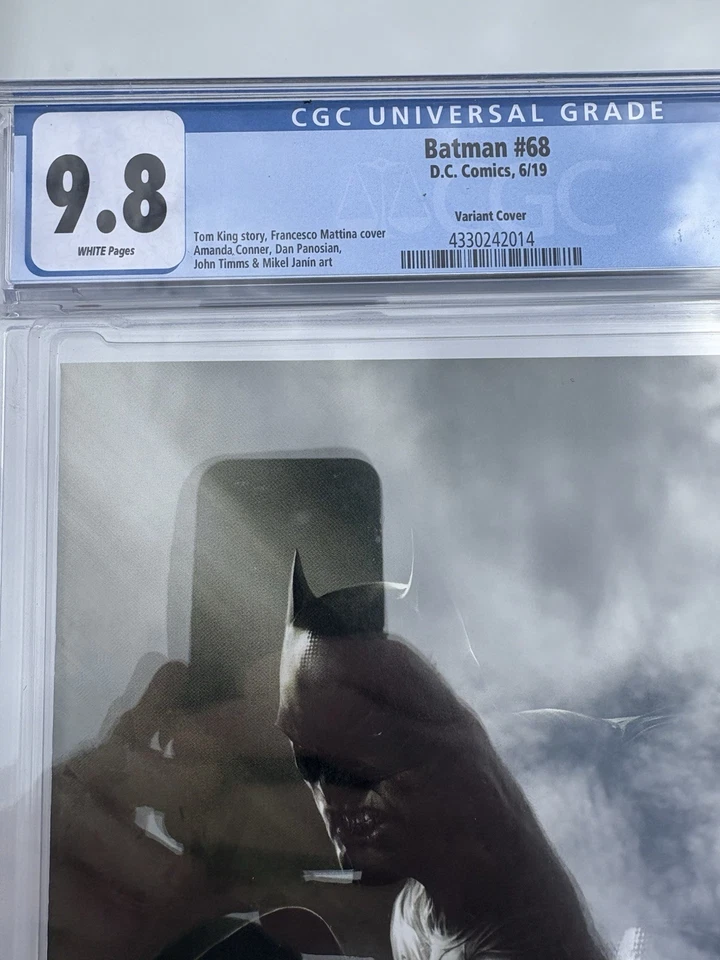 CGC UNIVERSAL GRADE
9.8
WHITE Pages
Batman #68
D.C. Comics, 6/19
Variant Cover
Tom King story, Francesco Mattina cover
Amanda Conner, Dan Panosian,
John Timms & Mikel Janin art
4330242014
CGC